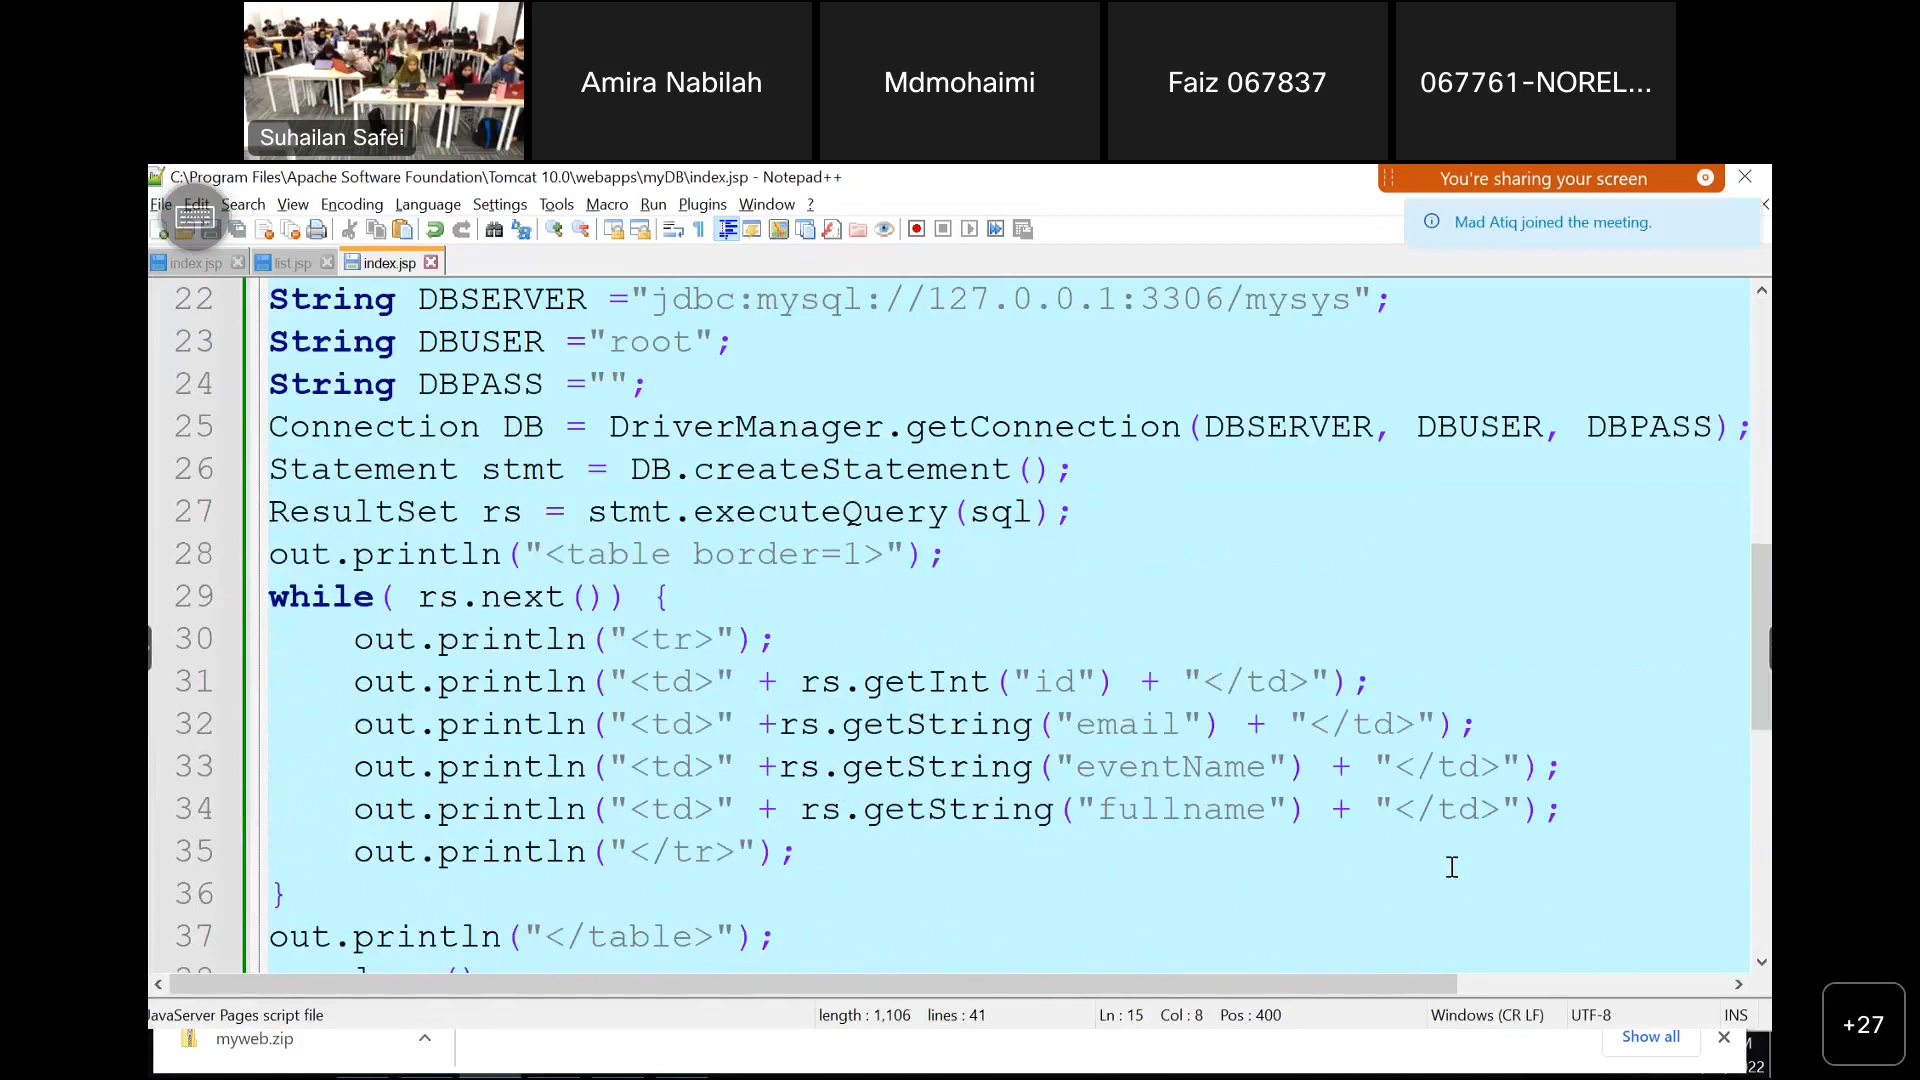 Suhailan Safei
Amira Nabilah
Mdmohaimi
Faiz 067837
067761-NOREL...
C:\Program Files\Apache Software Foundation\Tomcat 10.0\webapps\myDB\index.jsp - Notepad++
You're sharing your screen
File Edit Search View Encoding Language Settings Tools Macro Run Plugins Window ?
Mad Atiq joined the meeting.
index.jsp list.jsp index.jsp
22 String DBSERVER ="jdbc:mysql://127.0.0.1:3306/mysys";
23 String DBUSER ="root";
24 String DBPASS ="";
25 Connection DB = DriverManager.getConnection(DBSERVER, DBUSER, DBPASS);
26 Statement stmt = DB.createStatement();
27 ResultSet rs = stmt.executeQuery(sql);
28 out.println("<table border=1>");
29 while( rs.next()) {
30 out.println("<tr>");
31 out.println("<td>" + rs.getInt("id") + "</td>");
32 out.println("<td>" +rs.getString("email") + "</td>");
33 out.println("<td>" +rs.getString("eventName") + "</td>");
34 out.println("<td>" + rs.getString("fullname") + "</td>");
35 out.println("</tr>");
36 }
37 out.println("</table>");
JavaServer Pages script file length : 1,106 lines : 41 Ln : 15 Col : 8 Pos : 400 Windows (CR LF) UTF-8 INS
myweb.zip
Show all
+27